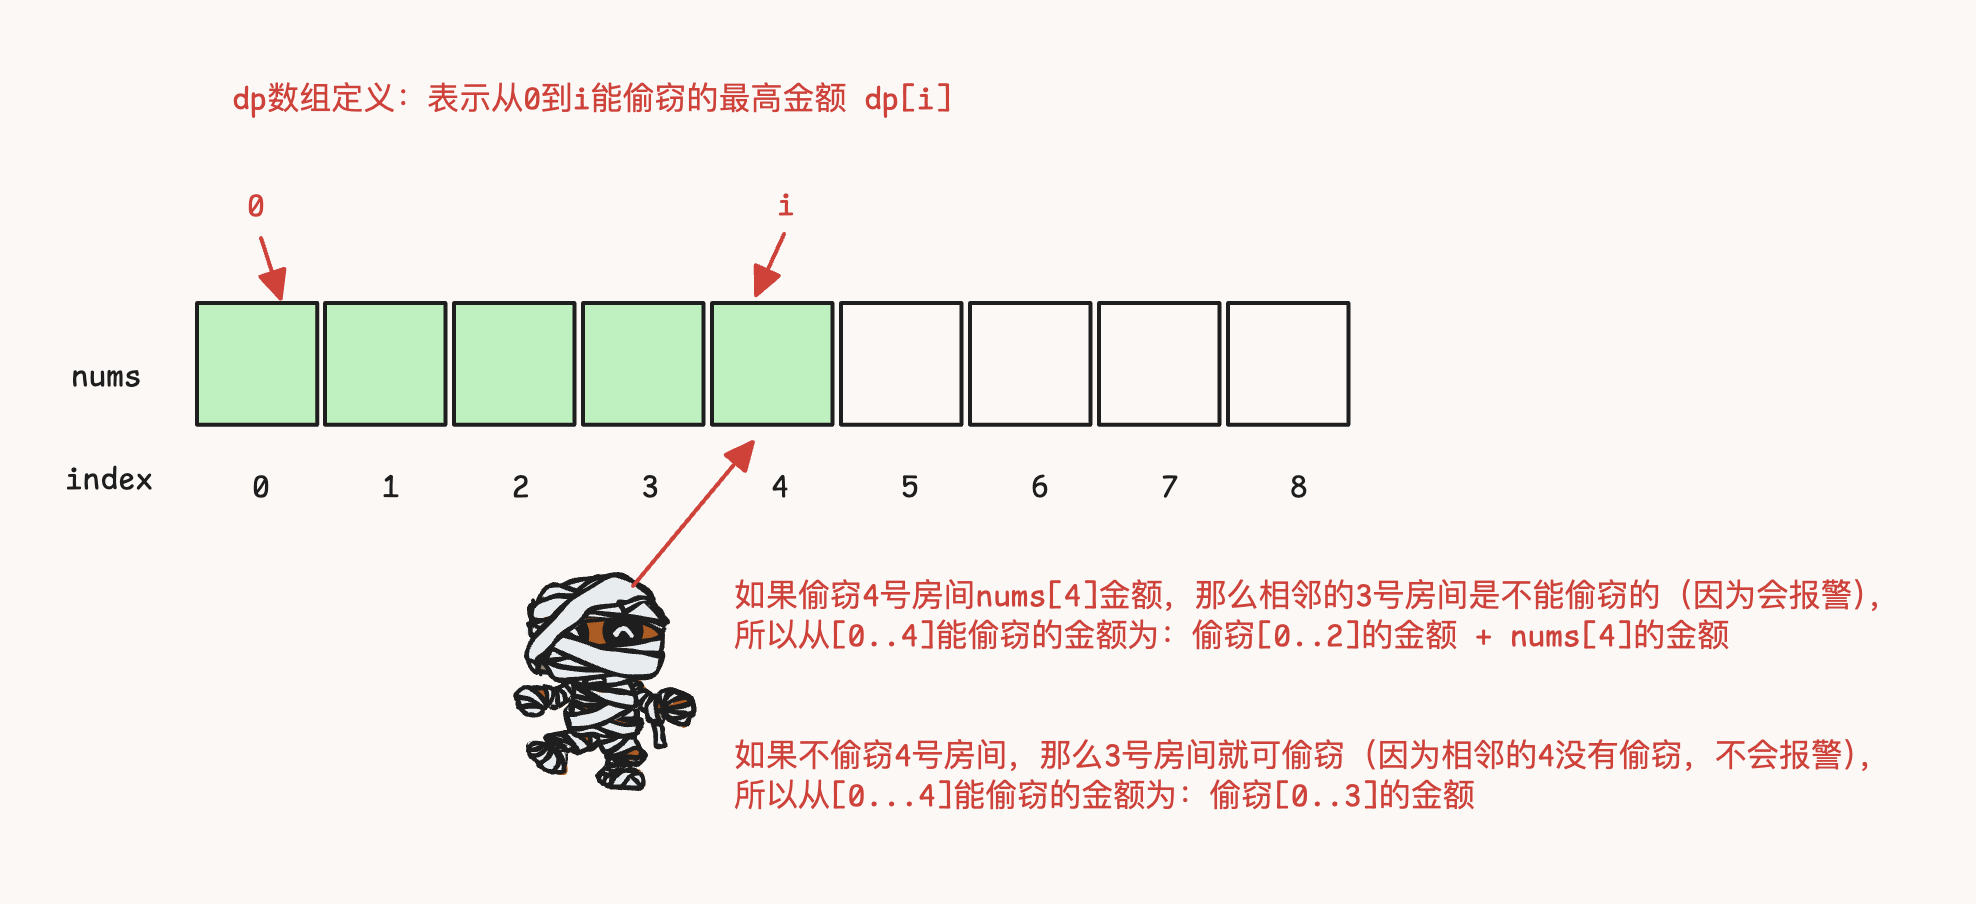 dp数组定义：表示从0到i能偷窃的最高金额 dp[i]
0 i
nums
index 0 1 2 3 4 5 6 7 8
如果偷窃4号房间nums[4]金额，那么相邻的3号房间是不能偷窃的（因为会报警），
所以从[0..4]能偷窃的金额为：偷窃[0..2]的金额 + nums[4]的金额
如果不偷窃4号房间，那么3号房间就可偷窃（因为相邻的4没有偷窃，不会报警），
所以从[0...4]能偷窃的金额为：偷窃[0..3]的金额